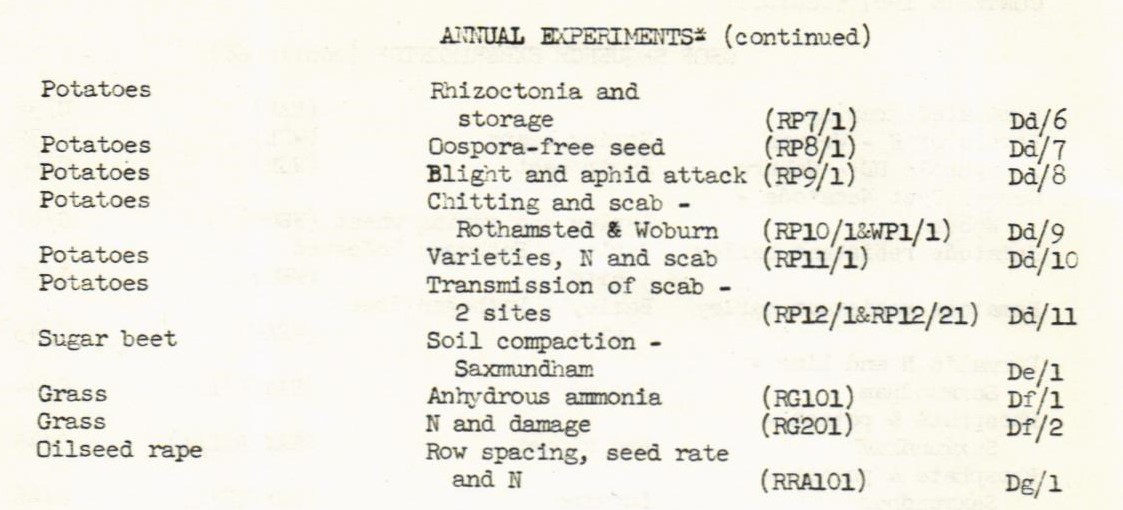 ANNUAL EXPERIMENTS* (continued)
Potatoes Rhizoctonia and
storage (RP7/1) Dd/6
Potatoes Oospora-free seed (RP8/1) Dd/7
Potatoes Blight and aphid attack (RP9/1) Dd/8
Potatoes Chitting and scab -
Rothamsted & Woburn (RP10/1&WP1/1) Dd/9
Potatoes Varieties, N and scab (RP11/1) Dd/10
Potatoes Transmission of scab -
2 sites (RP12/1&RP12/21) Dd/11
Sugar beet Soil compaction -
Saxmundham De/1
Grass Anhydrous ammonia (RG101) Df/1
Grass N and damage (RG201) Df/2
Oilseed rape Row spacing, seed rate
and N (RRA101) Dg/1